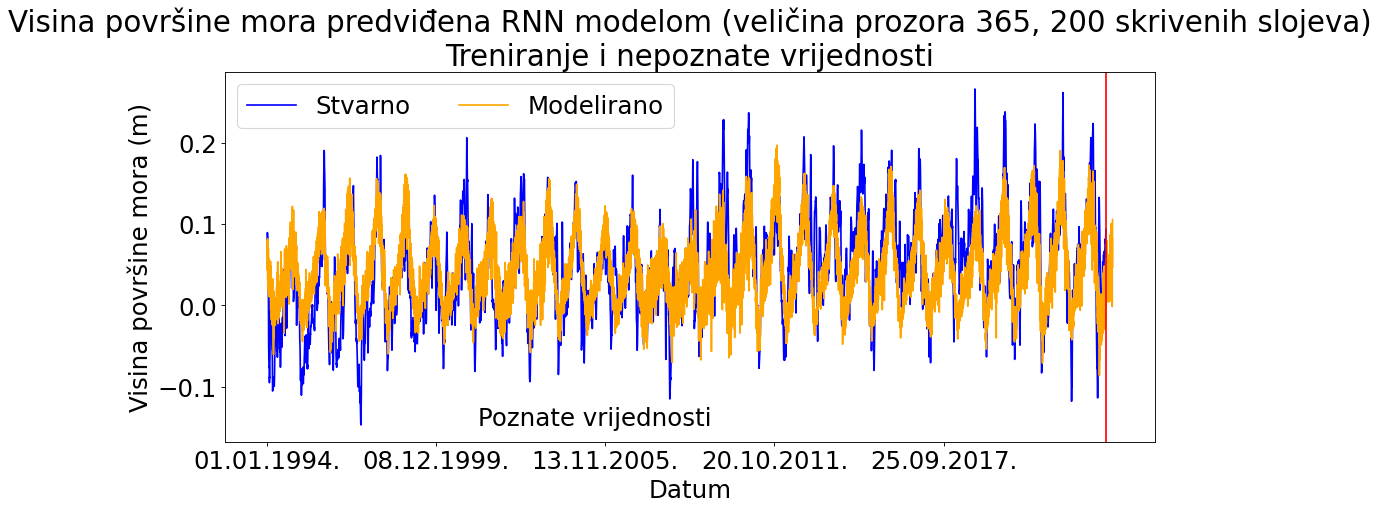 Visina površine mora predviđena RNN modelom (veličina prozora 365, 200 skrivenih slojeva)
Treniranje i nepoznate vrijednosti
Stvarno Modelirano
Visina površine mora (m)
0.2
0.1
0.0
−0.1
Poznate vrijednosti
01.01.1994. 08.12.1999. 13.11.2005. 20.10.2011. 25.09.2017.
Datum